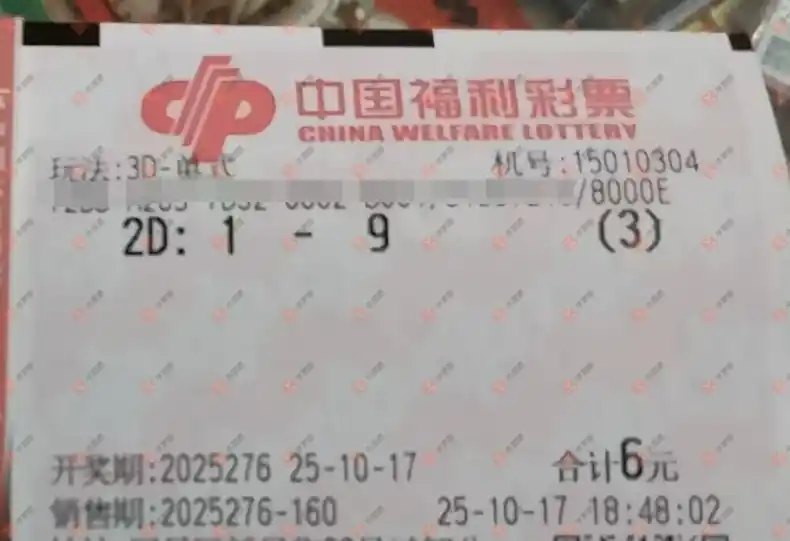 中国福利彩票
CHINA WELFARE LOTTERY
玩法:3D-单式 机号:15010304
/8000E
2D: 1 - 9 (3)
开奖期:2025276 25-10-17 合计6元
销售期:2025276-160 25-10-17 18:48:02